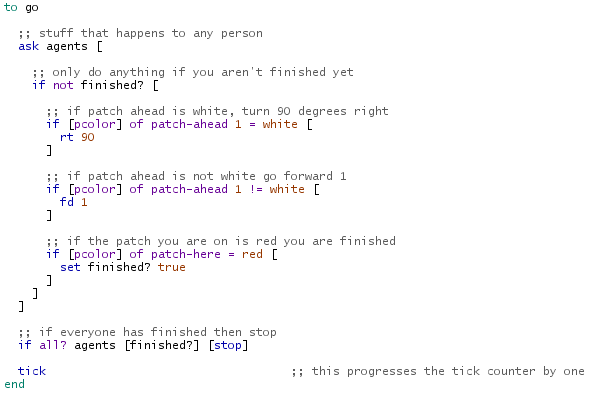 to go
;; stuff that happens to any person
ask agents [
;; only do anything if you aren't finished yet
if not finished? [
;; if patch ahead is white, turn 90 degrees right
if [pcolor] of patch-ahead 1 = white [
rt 90
]
;; if patch ahead is not white go forward 1
if [pcolor] of patch-ahead 1 != white [
fd 1
]
;; if the patch you are on is red you are finished
if [pcolor] of patch-here = red [
set finished? true
]
]
]
;; if everyone has finished then stop
if all? agents [finished?] [stop]
tick ;; this progresses the tick counter by one
end